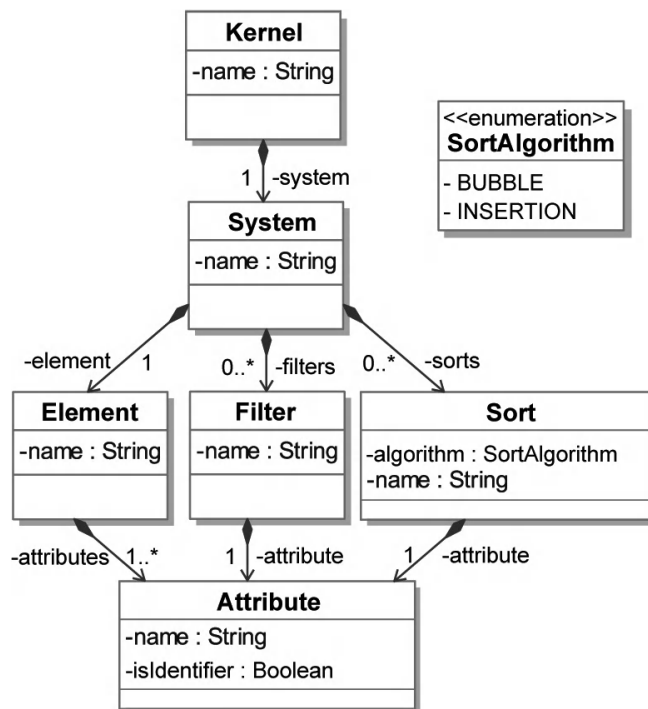 Kernel
-name : String
1 -system
<<enumeration>>
SortAlgorithm
- BUBBLE
- INSERTION
System
-name : String
-element 1
0..* -filters
0..* -sorts
Element
-name : String
Filter
-name : String
Sort
-algorithm : SortAlgorithm
-name : String
-attributes 1..*
1 -attribute
1 -attribute
Attribute
-name : String
-isIdentifier : Boolean